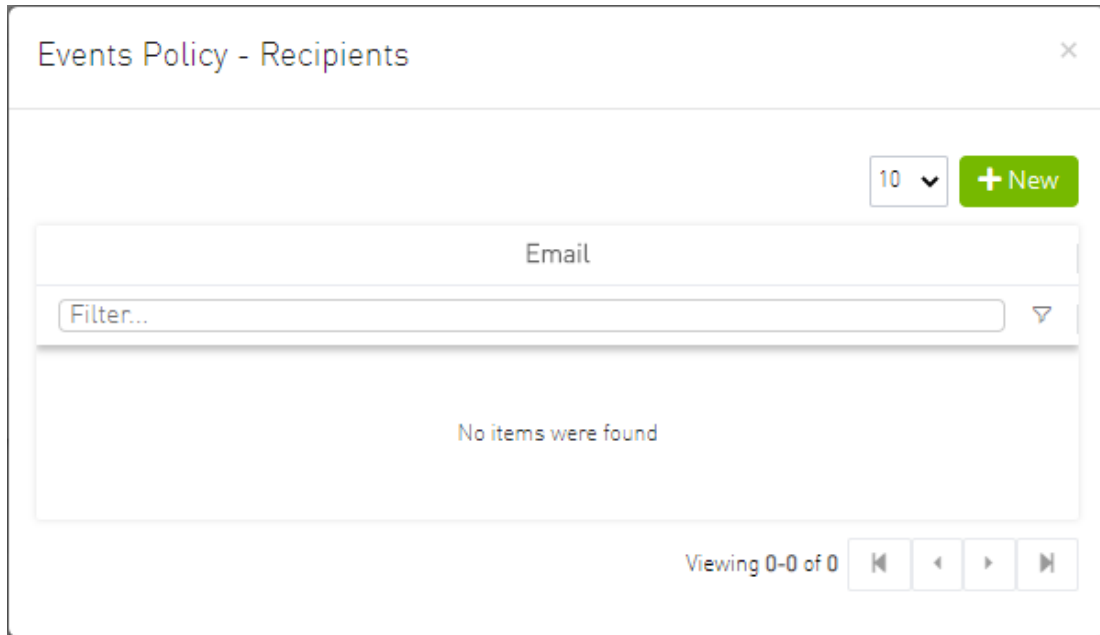 Events Policy - Recipients
10
New
Email
Filter...
No items were found
Viewing 0-0 of 0